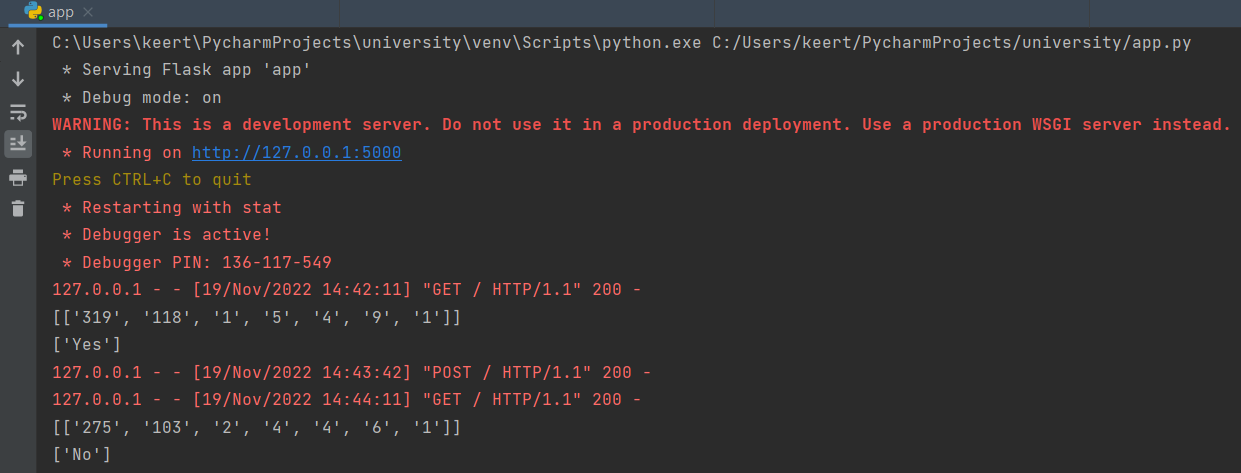 app
C:\Users\keert\PycharmProjects\university\venv\Scripts\python.exe C:/Users/keert/PycharmProjects/university/app.py
 * Serving Flask app 'app'
 * Debug mode: on
WARNING: This is a development server. Do not use it in a production deployment. Use a production WSGI server instead.
 * Running on http://127.0.0.1:5000
Press CTRL+C to quit
 * Restarting with stat
 * Debugger is active!
 * Debugger PIN: 136-117-549
127.0.0.1 - - [19/Nov/2022 14:42:11] "GET / HTTP/1.1" 200 -
[['319', '118', '1', '5', '4', '9', '1']]
['Yes']
127.0.0.1 - - [19/Nov/2022 14:43:42] "POST / HTTP/1.1" 200 -
127.0.0.1 - - [19/Nov/2022 14:44:11] "GET / HTTP/1.1" 200 -
[['275', '103', '2', '4', '4', '6', '1']]
['No']